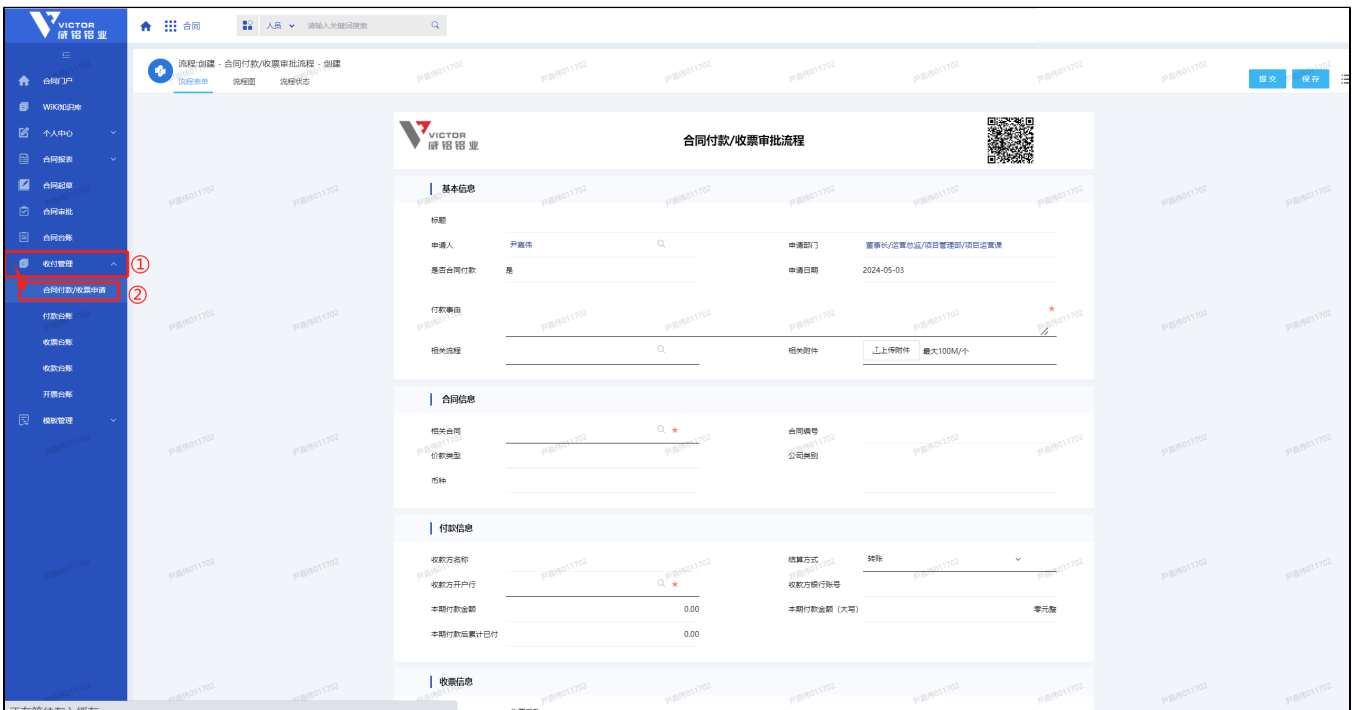 VICTOR
威铝铝业
合同
人员
请输入关键词搜索
流程:创建 - 合同付款/收票审批流程 - 创建
流程表单 流程图 流程状态
提交 保存
合同门户
WiKi知识库
个人中心
合同报表
合同起草
合同审批
合同台账
收付管理 ①
合同付款/收票申请 ②
付款台账
收票台账
收款台账
开票台账
模板管理
VICTOR
合同付款/收票审批流程
基本信息
标题
申请人 尹嘉伟 申请部门 董事长/运营总监/项目管理部/项目运营课
是否合同付款 是 申请日期 2024-05-03
付款事由 *
相关流程 相关附件 上传附件 最大100M/个
合同信息
相关合同 * 合同编号
价款类型 公司类别
币种
付款信息
收款方名称 结算方式 转账
收款方开户行 * 收款方银行账号
本期付款金额 0.00 本期付款金额（大写） 零元整
本期付款后累计已付 0.00
收票信息